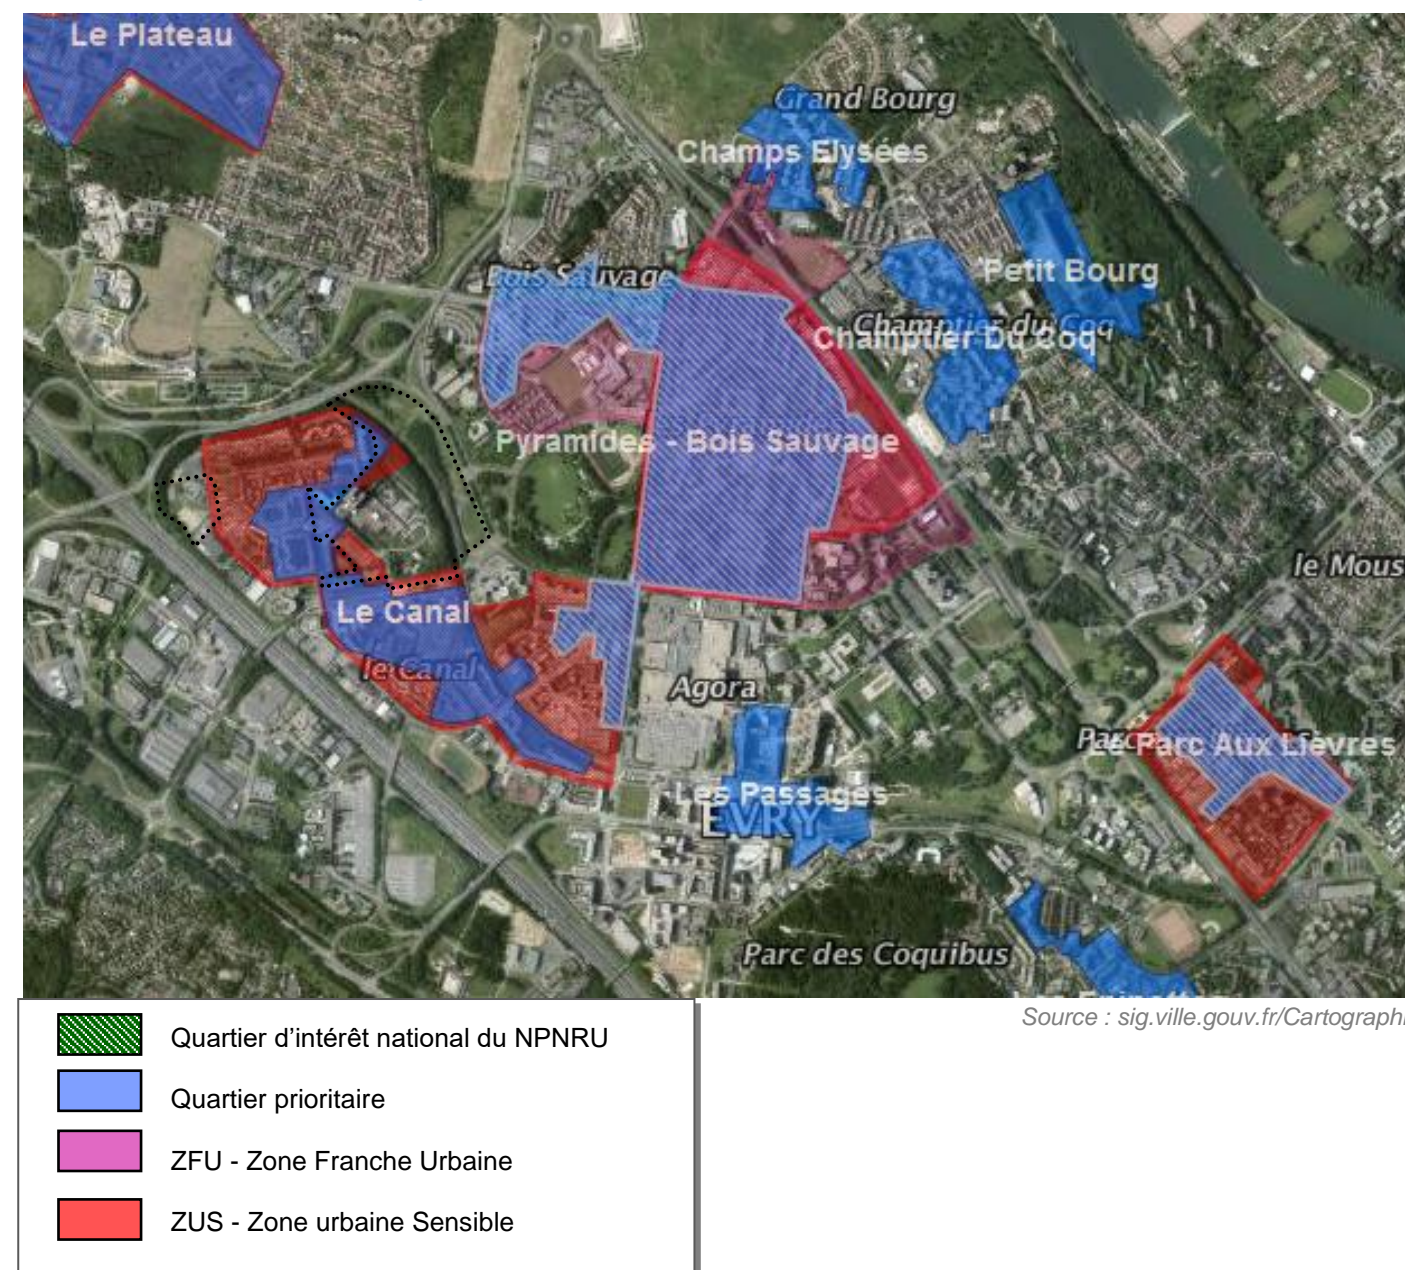 Le Plateau
Grand Bourg
Champs Elysées
Bois Sauvage
Petit Bourg
Champtier du Coq
Champtier Du Coq
Pyramides - Bois Sauvage
le Mous
Le Canal
le Canal
Agora
Parc
Le Parc Aux Lièvres
Les Passages
EVRY
Parc des Coquibus
Source : sig.ville.gouv.fr/Cartographi
Quartier d'intérêt national du NPNRU
Quartier prioritaire
ZFU - Zone Franche Urbaine
ZUS - Zone urbaine Sensible